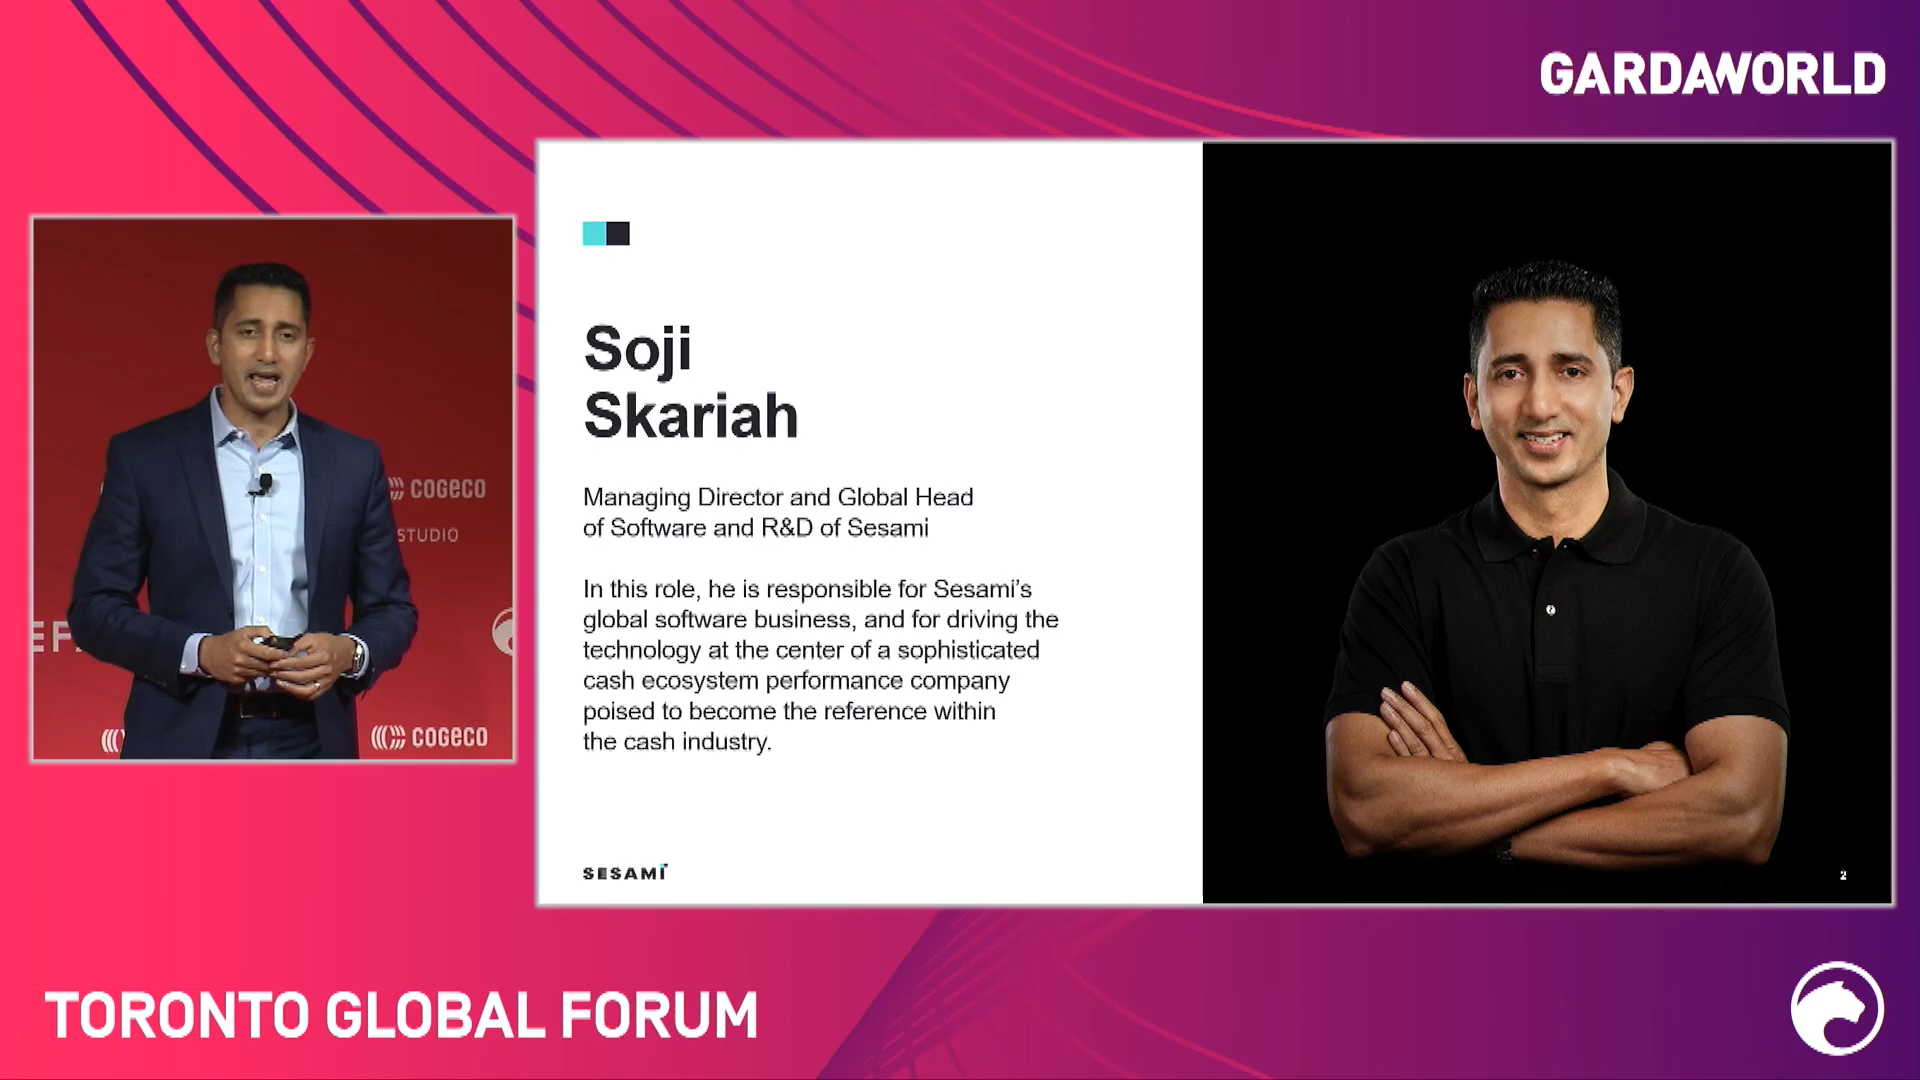 GARDAWORLD
Soji
Skariah
Managing Director and Global Head
of Software and R&D of Sesami
In this role, he is responsible for Sesami’s
global software business, and for driving the
technology at the center of a sophisticated
cash ecosystem performance company
poised to become the reference within
the cash industry.
SESAMİ
2
COGECO
STUDIO
EF
COGECO
TORONTO GLOBAL FORUM